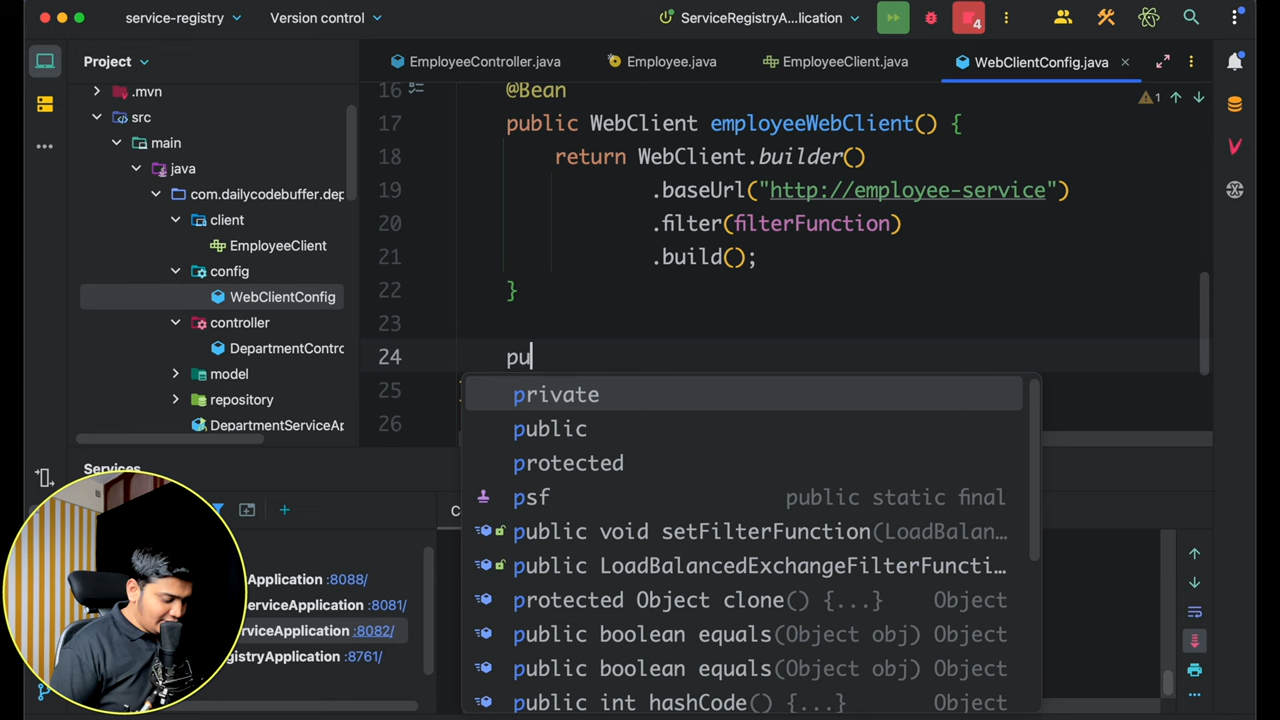 service-registry
Version control
ServiceRegistryA...lication
4
Project
EmployeeController.java
Employee.java
EmployeeClient.java
WebClientConfig.java
.mvn
src
main
java
com.dailycodebuffer.dep
client
EmployeeClient
config
WebClientConfig
controller
DepartmentContro
model
repository
DepartmentServiceAp
16 @Bean
17 public WebClient employeeWebClient() {
18 return WebClient.builder()
19 .baseUrl("http://employee-service")
20 .filter(filterFunction)
21 .build();
22 }
23
24 pu
25
26
1
private
public
protected
psf public static final
public void setFilterFunction(LoadBalan...
public LoadBalancedExchangeFilterFuncti...
protected Object clone() {...} Object
public boolean equals(Object obj) Object
public boolean equals(Object obj) Object
public int hashCode() {...} Object
Services
C
Application :8088/
erviceApplication :8081/
erviceApplication :8082/
gistryApplication :8761/